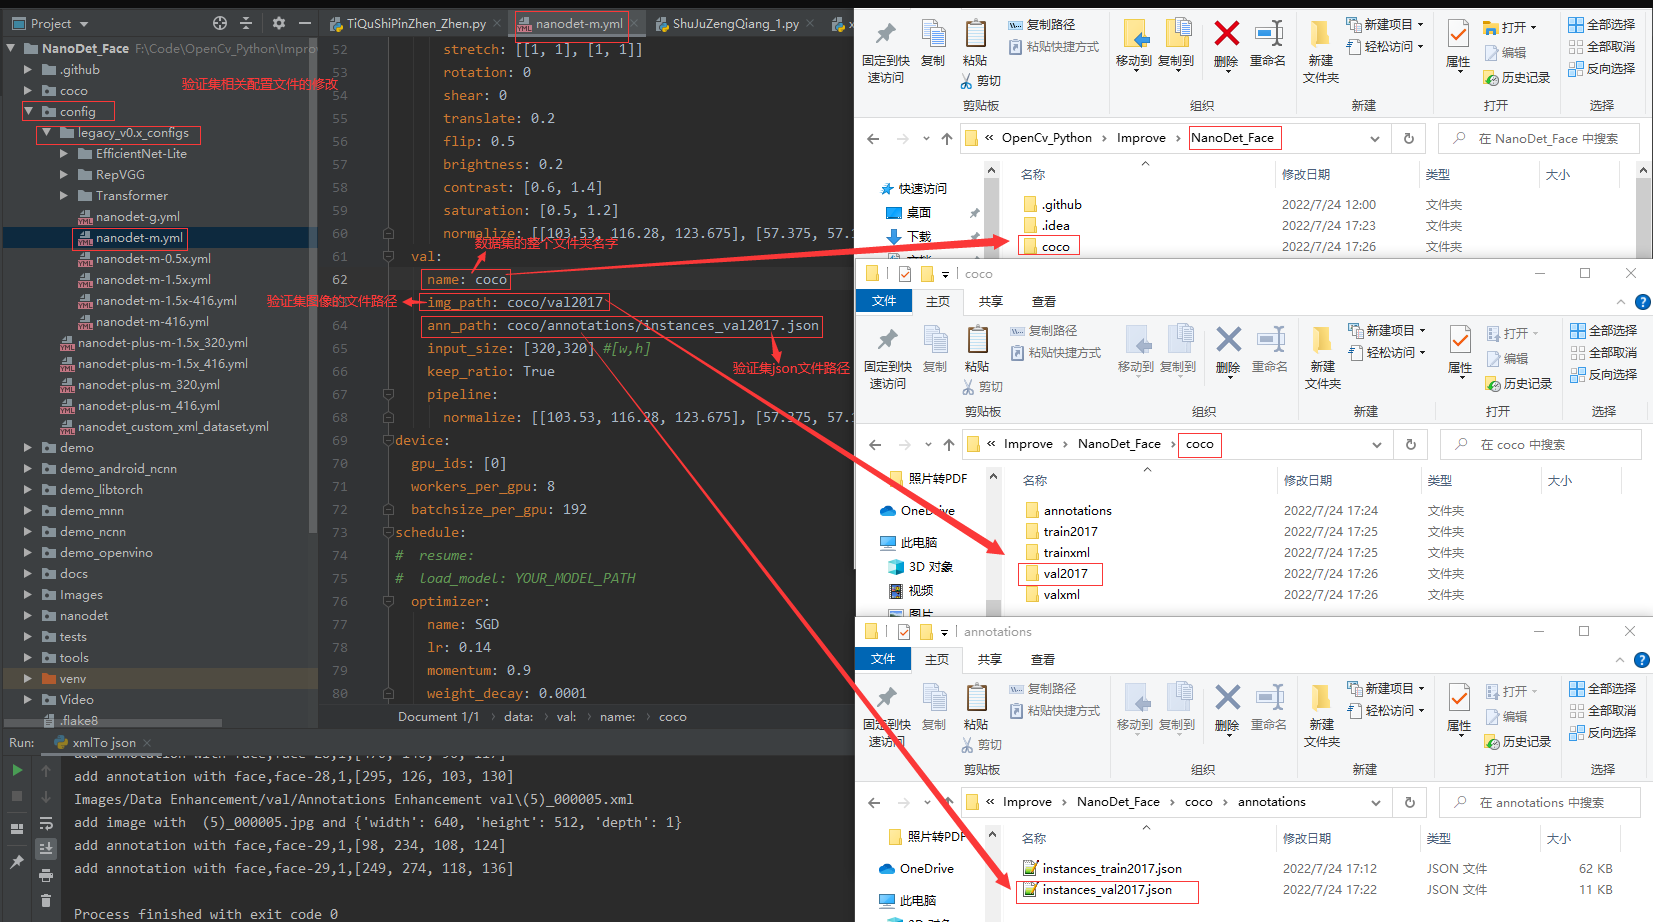 Project
TiQuShiPinZhen_Zhen.py
nanodet-m.yml
ShuJuZengQiang_1.py
NanoDet_Face F:\Code\OpenCv_Python\Improv
.github
coco
config
legacy_v0.x_configs
EfficientNet-Lite
RepVGG
Transformer
nanodet-g.yml
nanodet-m.yml
nanodet-m-0.5x.yml
nanodet-m-1.5x.yml
nanodet-m-1.5x-416.yml
nanodet-m-416.yml
nanodet-plus-m-1.5x_320.yml
nanodet-plus-m-1.5x_416.yml
nanodet-plus-m_320.yml
nanodet-plus-m_416.yml
nanodet_custom_xml_dataset.yml
demo
demo_android_ncnn
demo_libtorch
demo_mnn
demo_ncnn
demo_openvino
docs
Images
nanodet
tests
tools
venv
Video
.flake8
验证集相关配置文件的修改
52 stretch: [[1, 1], [1, 1]]
53 rotation: 0
54 shear: 0
55 translate: 0.2
56 flip: 0.5
57 brightness: 0.2
58 contrast: [0.6, 1.4]
59 saturation: [0.5, 1.2]
60 normalize: [[103.53, 116.28, 123.675], [57.375, 57.1
61 val:
数据集的整个文件夹名字
62 name: coco
验证集图像的文件路径
img_path: coco/val2017
64 ann_path: coco/annotations/instances_val2017.json
65 input_size: [320,320] #[w,h]
验证集json文件路径
66 keep_ratio: True
67 pipeline:
68 normalize: [[103.53, 116.28, 123.675], [57.375, 57.1
69 device:
70 gpu_ids: [0]
71 workers_per_gpu: 8
72 batchsize_per_gpu: 192
73 schedule:
74 # resume:
75 # load_model: YOUR_MODEL_PATH
76 optimizer:
77 name: SGD
78 lr: 0.14
79 momentum: 0.9
80 weight_decay: 0.0001
Document 1/1 › data: › val: › name: › coco
Run: xmlTo json
add annotation with face,face-28,1,[295, 126, 103, 130]
Images/Data Enhancement/val/Annotations Enhancement val\(5)_000005.xml
add image with (5)_000005.jpg and {'width': 640, 'height': 512, 'depth': 1}
add annotation with face,face-29,1,[98, 234, 108, 124]
add annotation with face,face-29,1,[249, 274, 118, 136]
Process finished with exit code 0
固定到快速访问
复制
粘贴
复制路径
粘贴快捷方式
剪切
剪贴板
移动到
复制到
删除
重命名
组织
新建文件夹
新建项目
轻松访问
新建
属性
打开
编辑
历史记录
打开
全部选择
全部取消
反向选择
选择
« OpenCv_Python › Improve › NanoDet_Face
在 NanoDet_Face 中搜索
快速访问
桌面
下载
名称 修改日期 类型 大小
.github 2022/7/24 12:00 文件夹
.idea 2022/7/24 17:23 文件夹
coco 2022/7/24 17:26 文件夹
coco
文件 主页 共享 查看
固定到快速访问
复制
粘贴
复制路径
粘贴快捷方式
剪切
剪贴板
移动到
复制到
删除
重命名
组织
新建文件夹
新建项目
轻松访问
新建
属性
打开
编辑
历史记录
打开
全部选择
全部取消
反向选择
选择
« Improve › NanoDet_Face › coco
在 coco 中搜索
照片转PDF
OneDrive
此电脑
3D 对象
视频
图片
名称 修改日期 类型 大小
annotations 2022/7/24 17:24 文件夹
train2017 2022/7/24 17:25 文件夹
trainxml 2022/7/24 17:25 文件夹
val2017 2022/7/24 17:26 文件夹
valxml 2022/7/24 17:26 文件夹
annotations
文件 主页 共享 查看
固定到快速访问
复制
粘贴
复制路径
粘贴快捷方式
剪切
剪贴板
移动到
复制到
删除
重命名
组织
新建文件夹
新建项目
轻松访问
新建
属性
打开
编辑
历史记录
打开
全部选择
全部取消
反向选择
选择
« Improve › NanoDet_Face › coco › annotations
在 annotations 中搜索
照片转PDF
OneDrive
此电脑
名称 修改日期 类型 大小
instances_train2017.json 2022/7/24 17:12 JSON 文件 62 KB
instances_val2017.json 2022/7/24 17:22 JSON 文件 11 KB